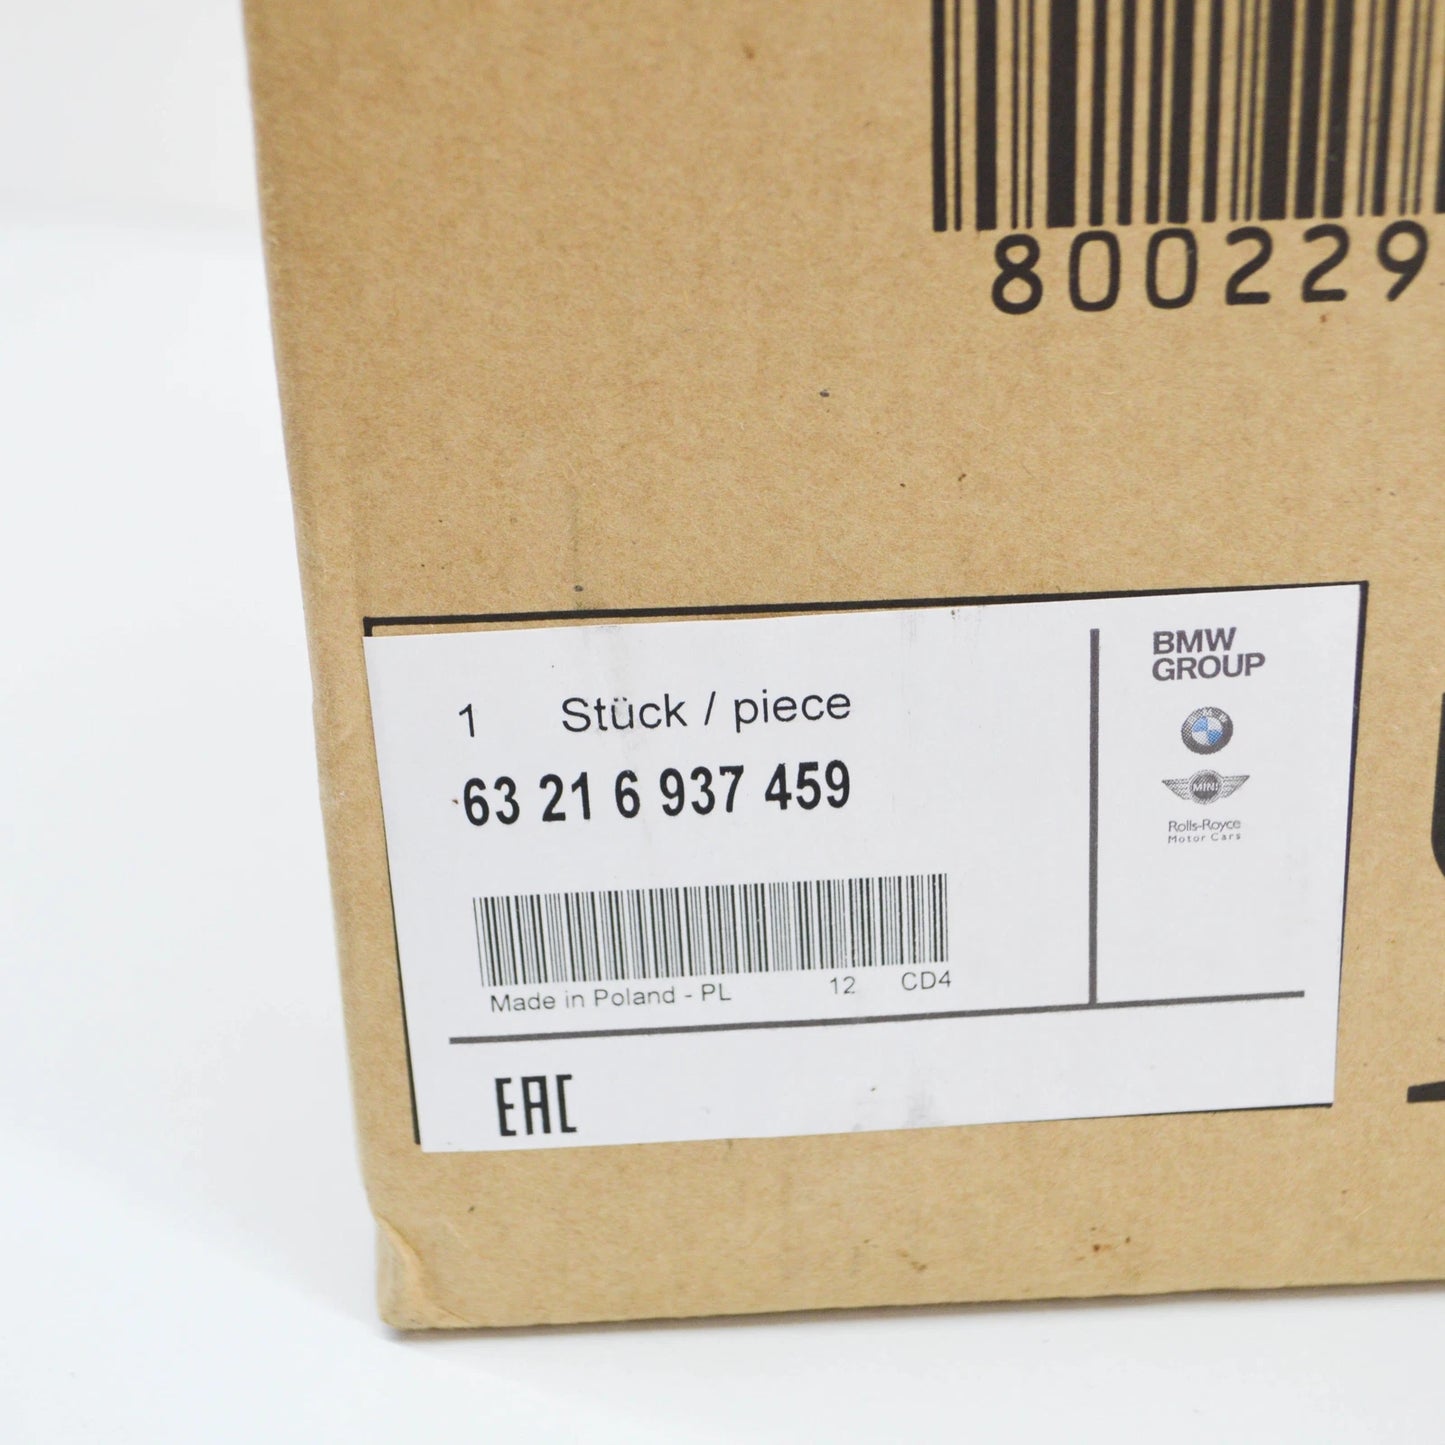 800229
1 Stück / piece
63 21 6 937 459
Made in Poland - PL 12 CD4
EAC
BMW
GROUP
BMW
MINI
Rolls-Royce
Motor Cars